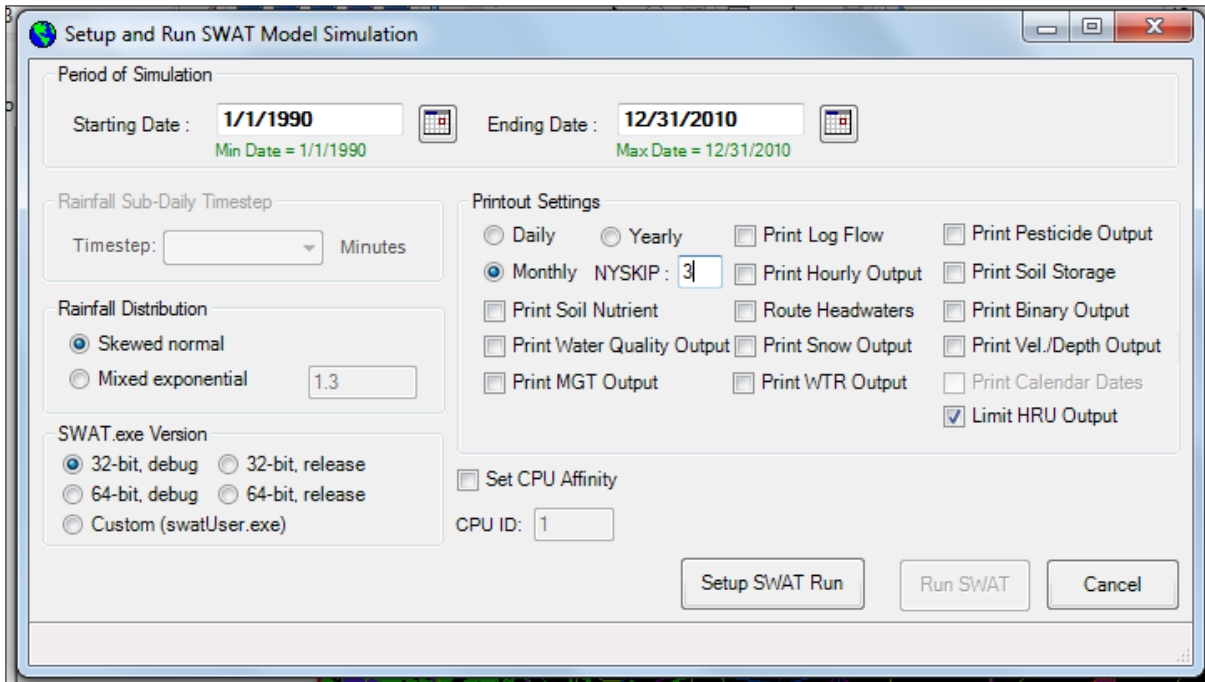 Setup and Run SWAT Model Simulation
Period of Simulation
Starting Date : 1/1/1990 Ending Date : 12/31/2010
Min Date = 1/1/1990 Max Date = 12/31/2010
Rainfall Sub-Daily Timestep
Timestep: Minutes
Rainfall Distribution
Skewed normal
Mixed exponential 1.3
SWAT.exe Version
32-bit, debug 32-bit, release
64-bit, debug 64-bit, release
Custom (swatUser.exe)
Printout Settings
Daily Yearly Print Log Flow Print Pesticide Output
Monthly NYSKIP : 3 Print Hourly Output Print Soil Storage
Print Soil Nutrient Route Headwaters Print Binary Output
Print Water Quality Output Print Snow Output Print Vel./Depth Output
Print MGT Output Print WTR Output Print Calendar Dates
Limit HRU Output
Set CPU Affinity
CPU ID: 1
Setup SWAT Run Run SWAT Cancel